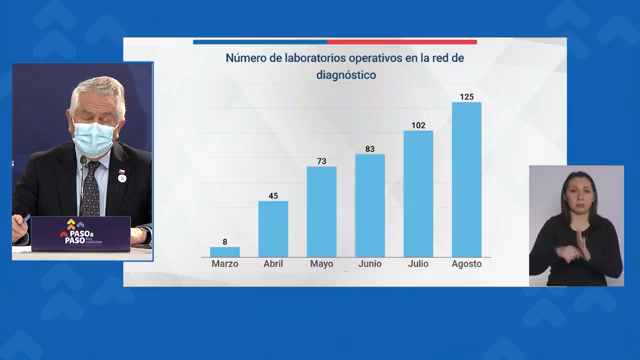 Número de laboratorios operativos en la red de
diagnóstico
125
102
83
73
45
8
Marzo Abril Mayo Junio Julio Agosto
PASO a
PASO